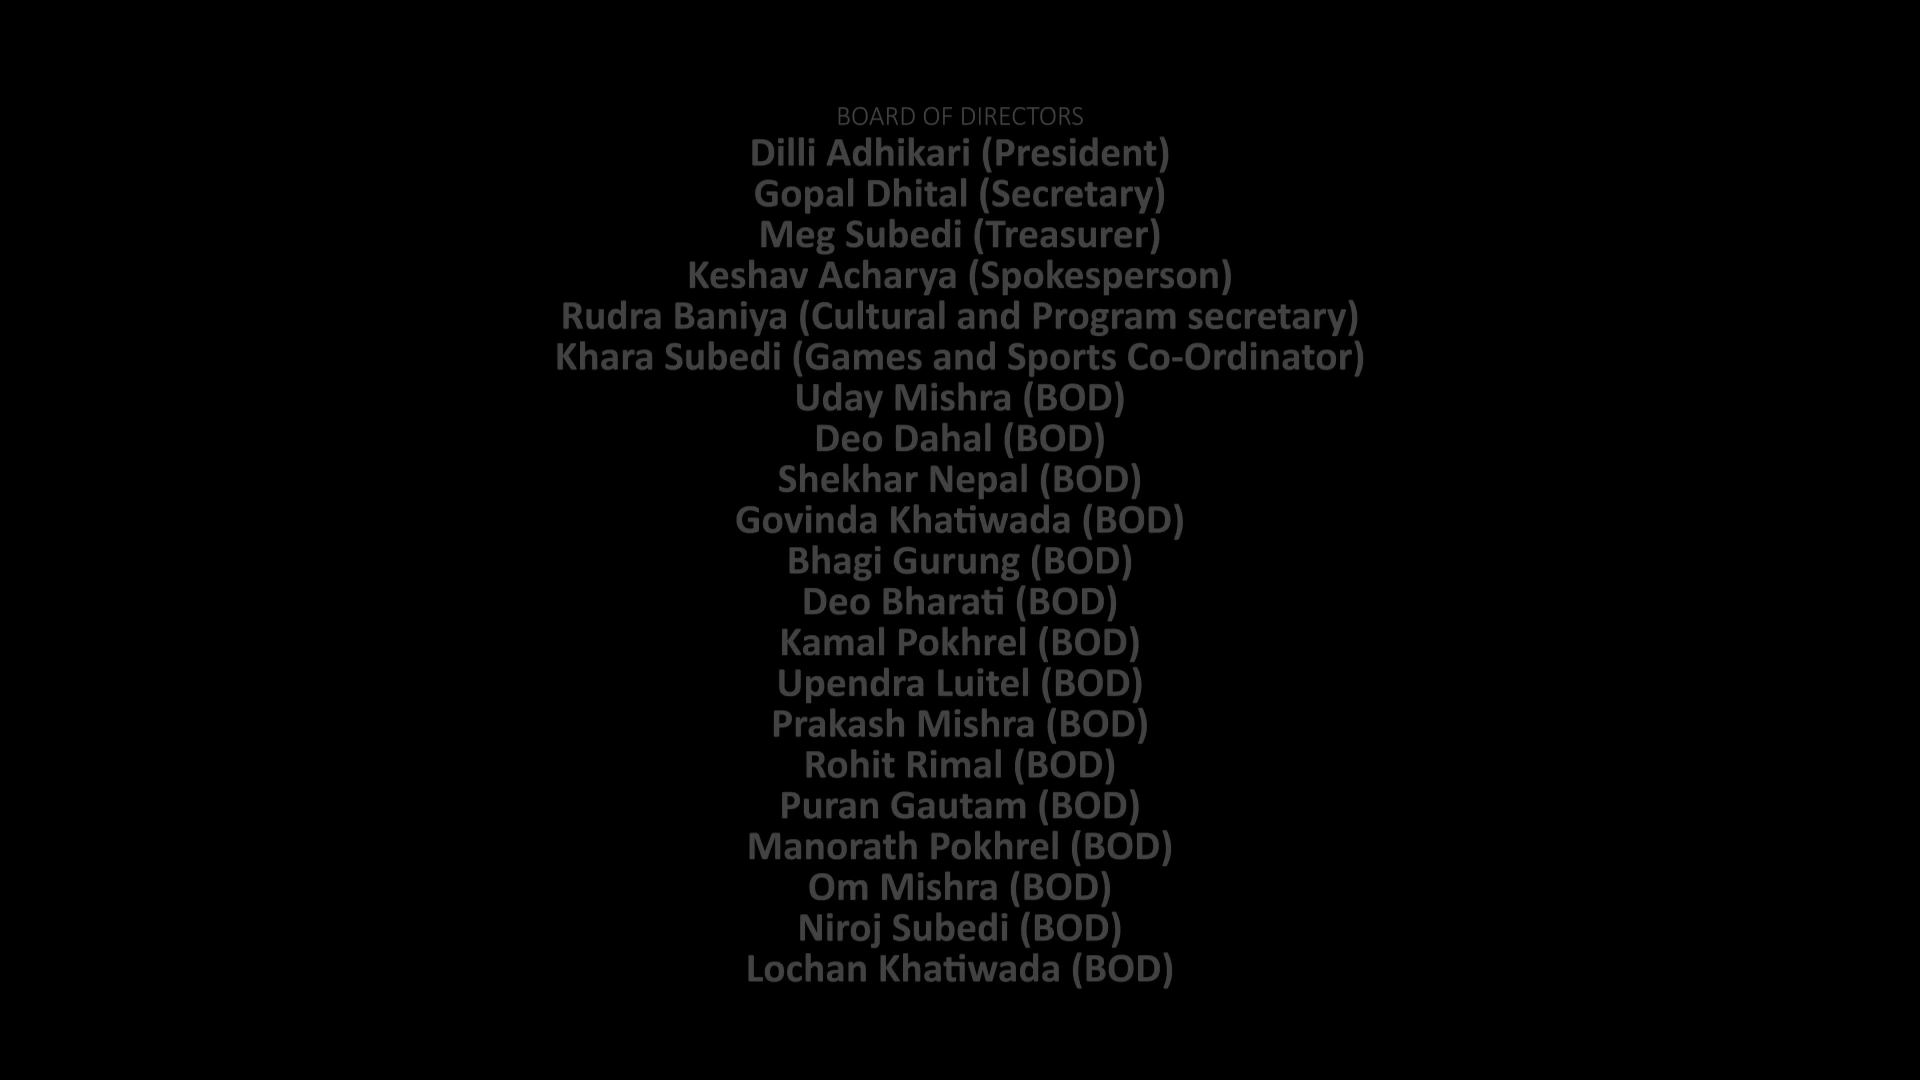 BOARD OF DIRECTORS
Dilli Adhikari (President)
Gopal Dhital (Secretary)
Meg Subedi (Treasurer)
Keshav Acharya (Spokesperson)
Rudra Baniya (Cultural and Program secretary)
Khara Subedi (Games and Sports Co-Ordinator)
Uday Mishra (BOD)
Deo Dahal (BOD)
Shekhar Nepal (BOD)
Govinda Khatiwada (BOD)
Bhagi Gurung (BOD)
Deo Bharati (BOD)
Kamal Pokhrel (BOD)
Upendra Luitel (BOD)
Prakash Mishra (BOD)
Rohit Rimal (BOD)
Puran Gautam (BOD)
Manorath Pokhrel (BOD)
Om Mishra (BOD)
Niroj Subedi (BOD)
Lochan Khatiwada (BOD)